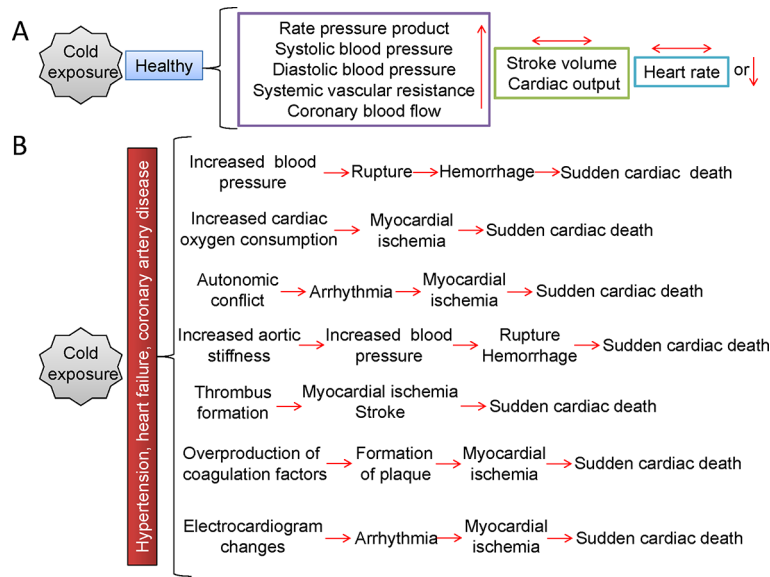 A
Cold
exposure
Healthy
Rate pressure product
Systolic blood pressure
Diastolic blood pressure
Systemic vascular resistance
Coronary blood flow
Stroke volume
Cardiac output
Heart rate
or
B
Cold
exposure
Hypertension, heart failure, coronary artery disease
Increased blood
pressure
Rupture
Hemorrhage
Sudden cardiac death
Increased cardiac
oxygen consumption
Myocardial
ischemia
Sudden cardiac death
Autonomic
conflict
Arrhythmia
Myocardial
ischemia
Sudden cardiac death
Increased aortic
stiffness
Increased blood
pressure
Rupture
Hemorrhage
Sudden cardiac death
Thrombus
formation
Myocardial ischemia
Stroke
Sudden cardiac death
Overproduction of
coagulation factors
Formation
of plaque
Myocardial
ischemia
Sudden cardiac death
Electrocardiogram
changes
Arrhythmia
Myocardial
ischemia
Sudden cardiac death